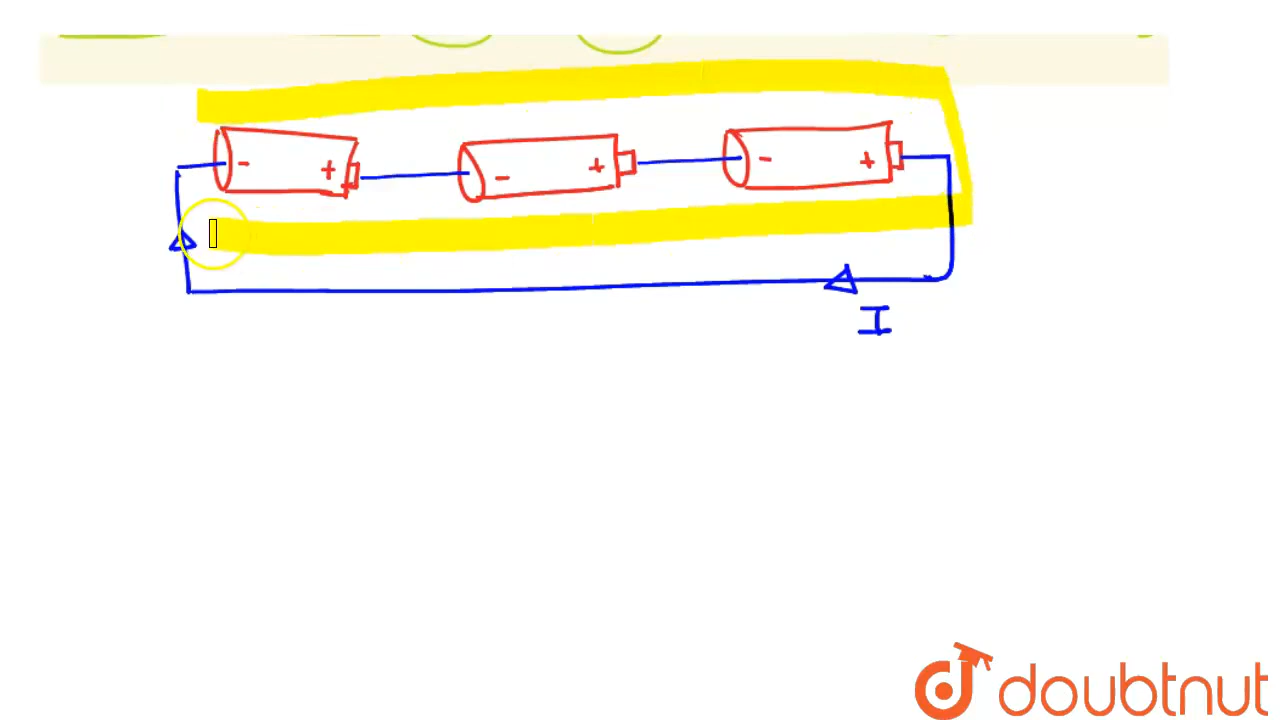 - + - + - +
I
doubtnut